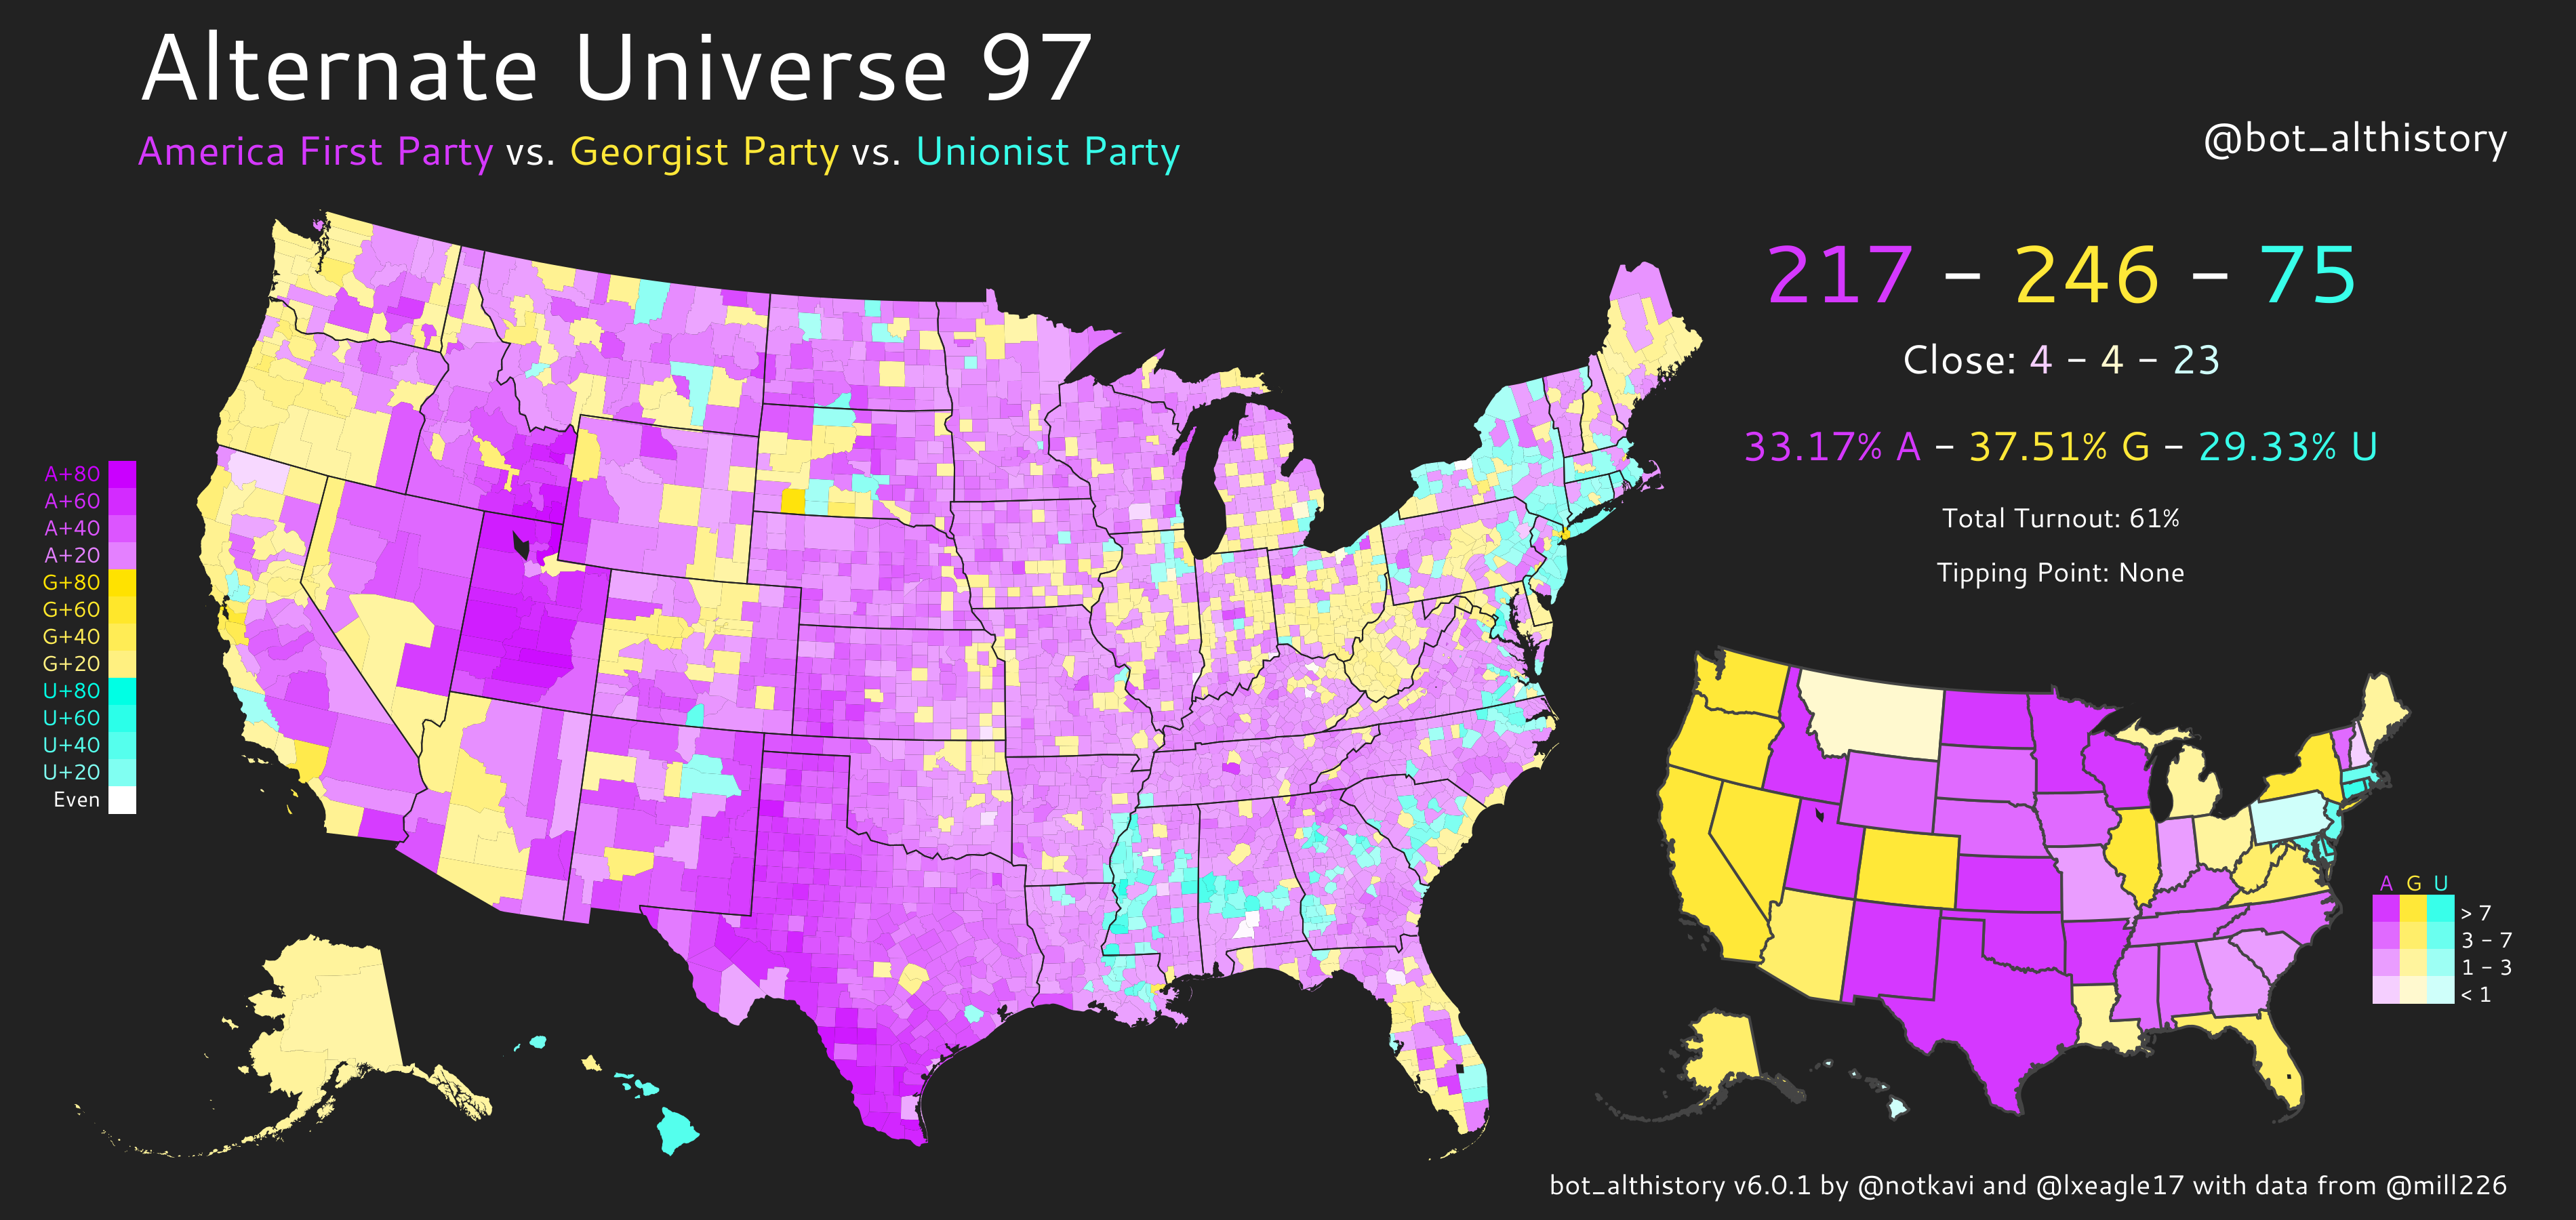 Alternate Universe 97
America First Party vs. Georgist Party vs. Unionist Party
@bot_althistory
217 – 246 – 75
Close: 4 – 4 – 23
33.17% A – 37.51% G – 29.33% U
Total Turnout: 61%
Tipping Point: None
A+80
A+60
A+40
A+20
G+80
G+60
G+40
G+20
U+80
U+60
U+40
U+20
Even
A G U
> 7
3 – 7
1 – 3
< 1
bot_althistory v6.0.1 by @notkavi and @lxeagle17 with data from @mill226